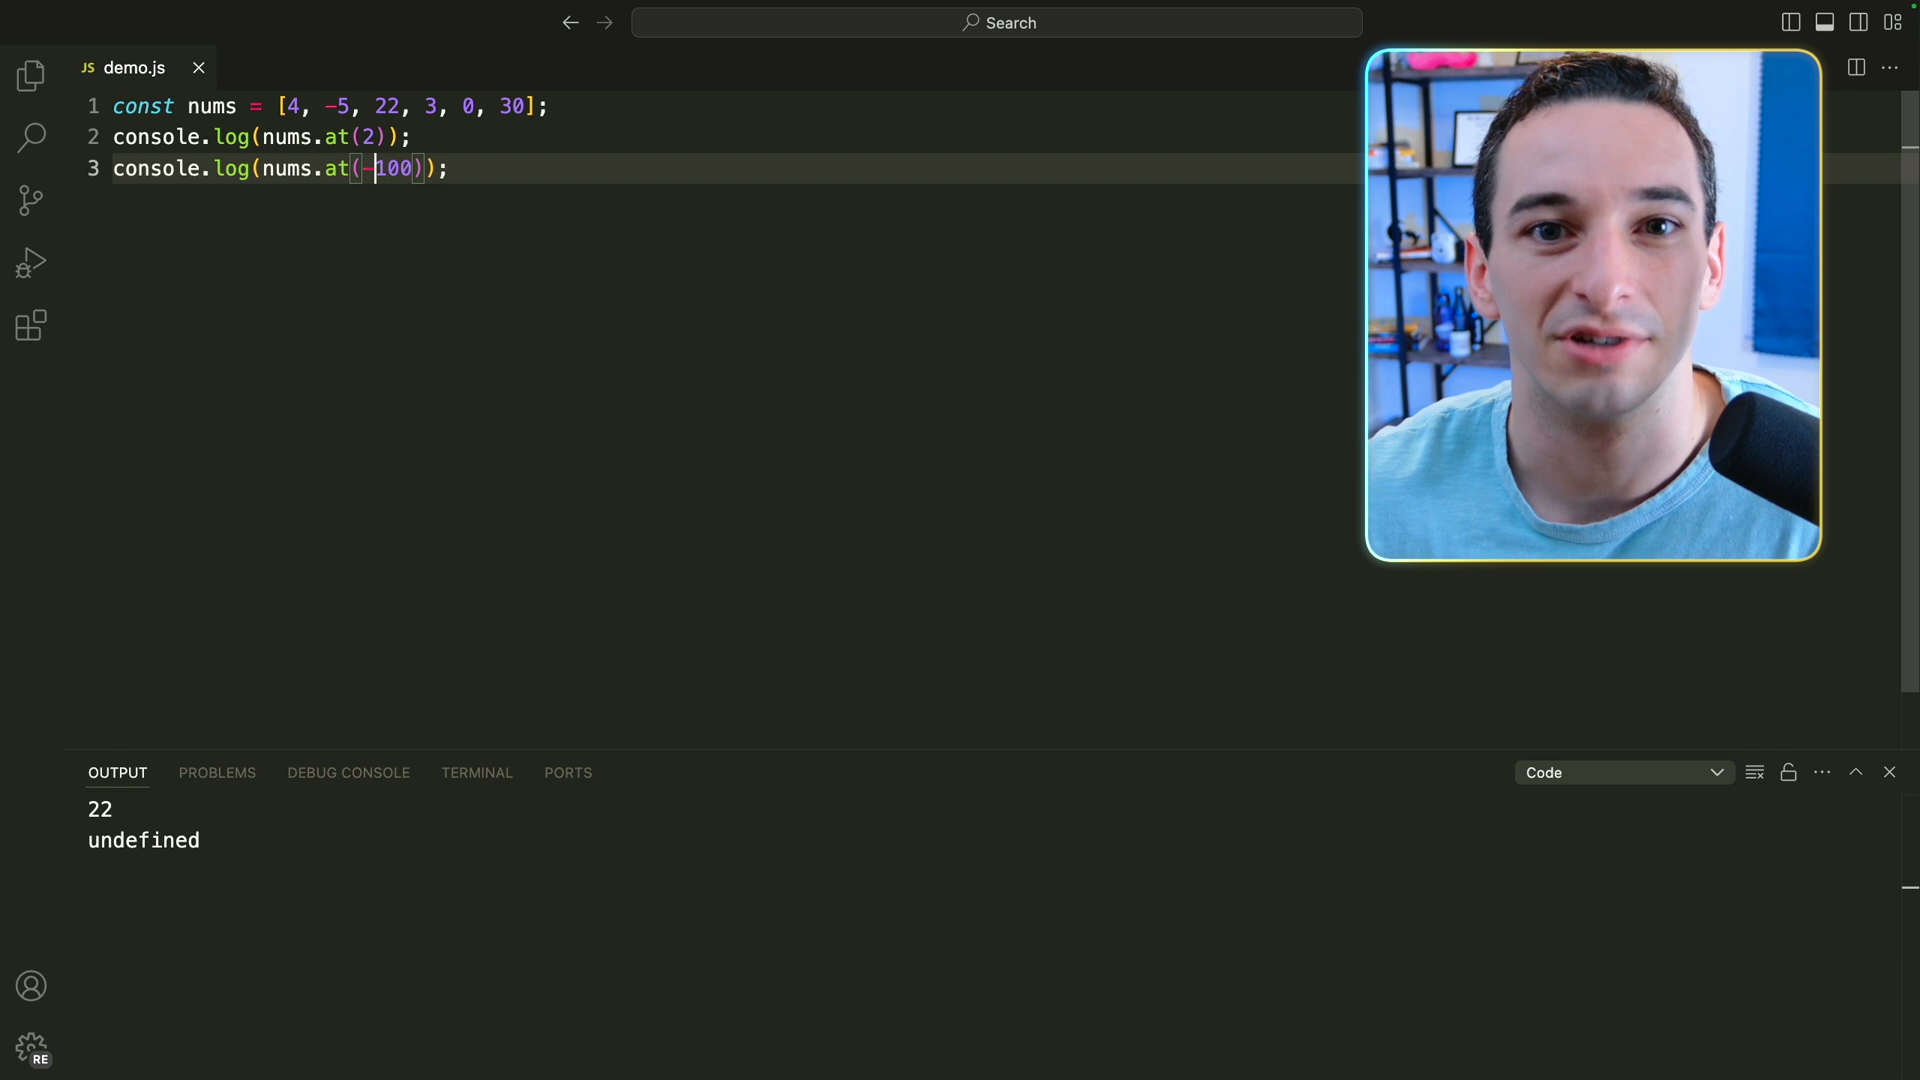 Search
JS demo.js
1 const nums = [4, -5, 22, 3, 0, 30];
2 console.log(nums.at(2));
3 console.log(nums.at(-100));
OUTPUT PROBLEMS DEBUG CONSOLE TERMINAL PORTS Code
22
undefined
RE